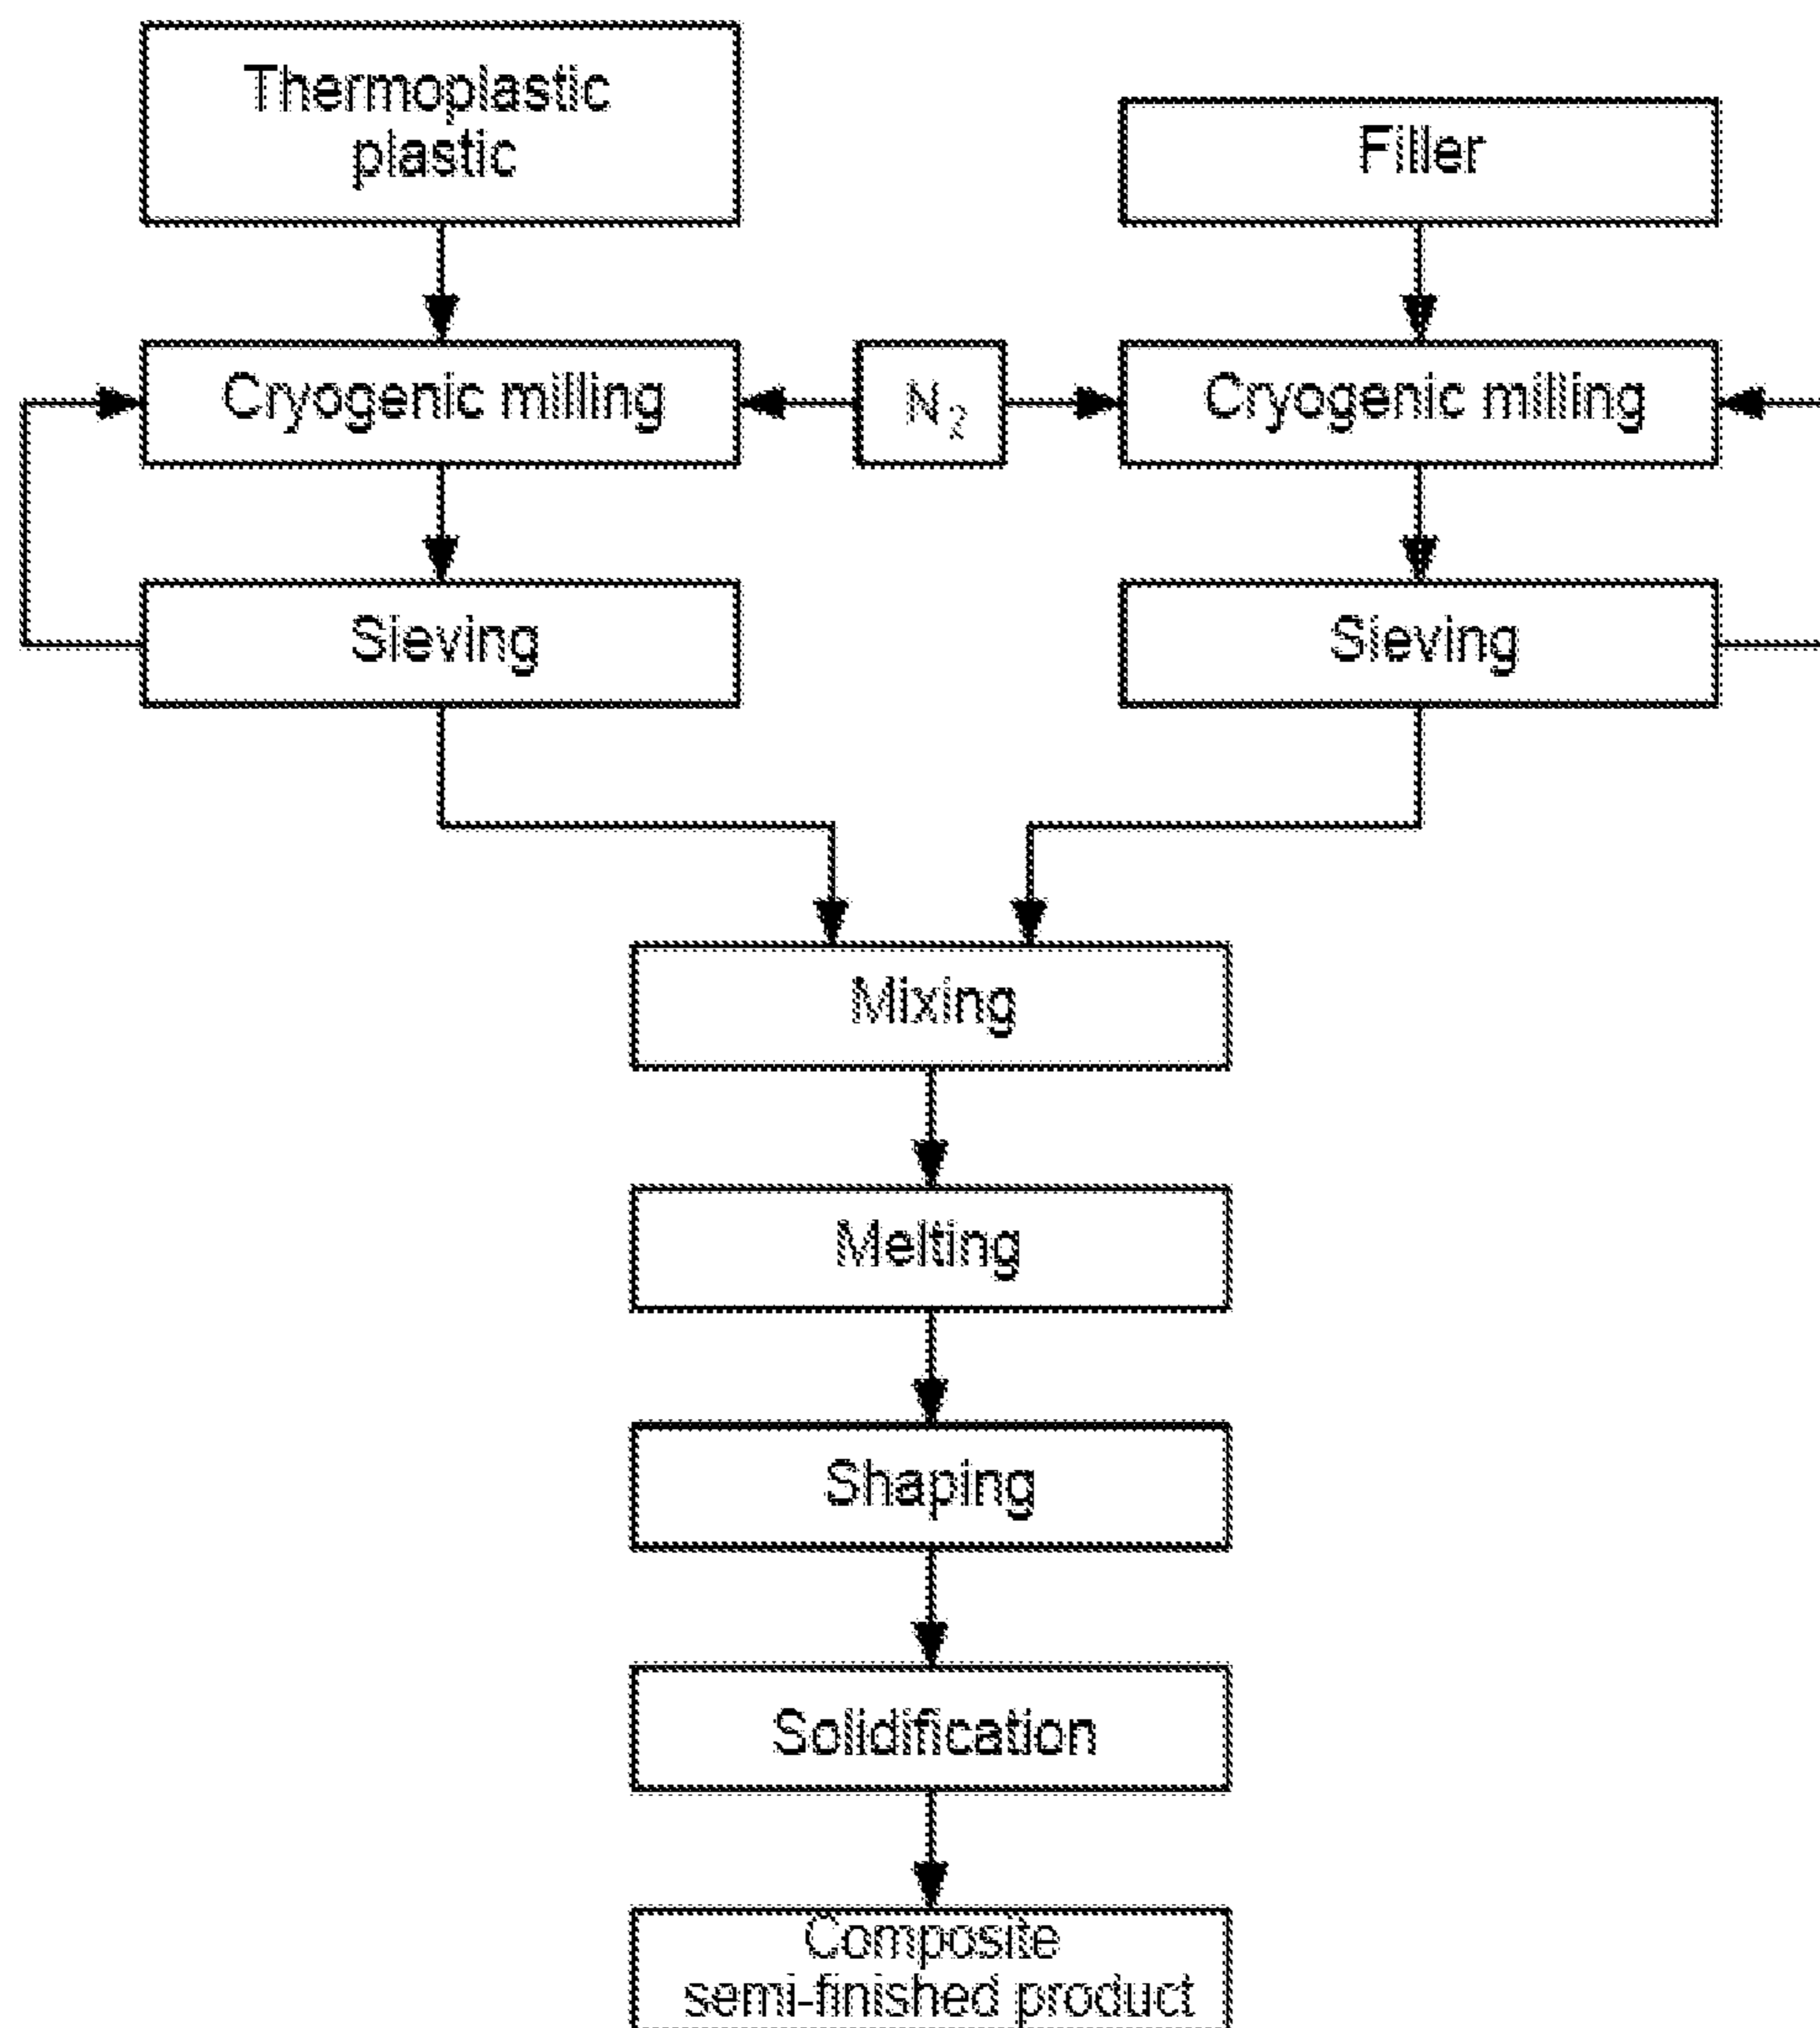 Thermoplastic
plastic
Filler
Cryogenic milling
N₂
Cryogenic milling
Sieving
Sieving
Mixing
Melting
Shaping
Solidification
Composite
semi-finished product